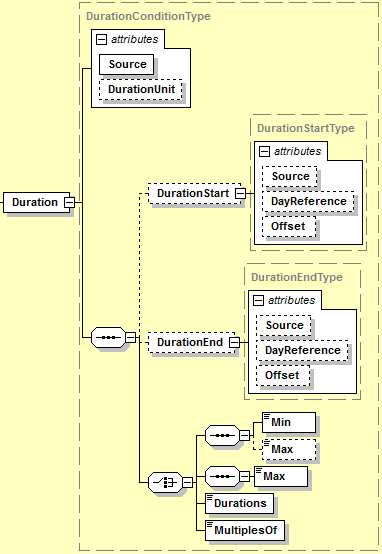 DurationConditionType
attributes
Source
DurationUnit
DurationStartType
attributes
Source
DurationStart
DayReference
Duration
Offset
DurationEndType
attributes
Source
DurationEnd
DayReference
Offset
Min
Max
Max
Durations
MultiplesOf